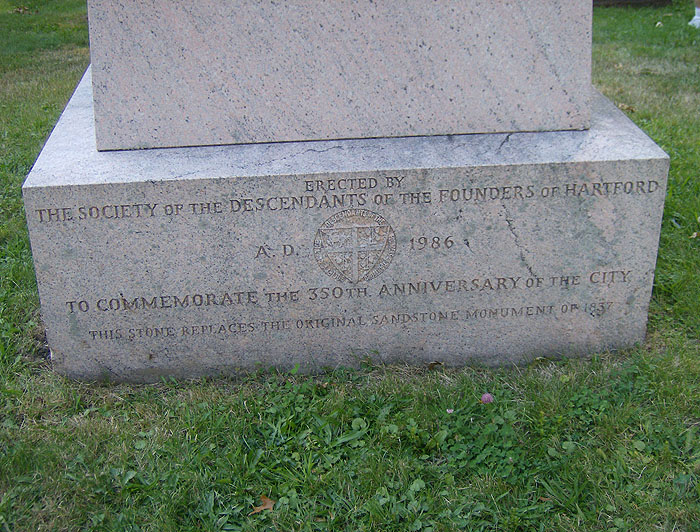 ERECTED BY
THE SOCIETY OF THE DESCENDANTS OF THE FOUNDERS OF HARTFORD
A.D. 1986
TO COMMEMORATE THE 350TH ANNIVERSARY OF THE CITY
THIS STONE REPLACES THE ORIGINAL SANDSTONE MONUMENT OF 1837